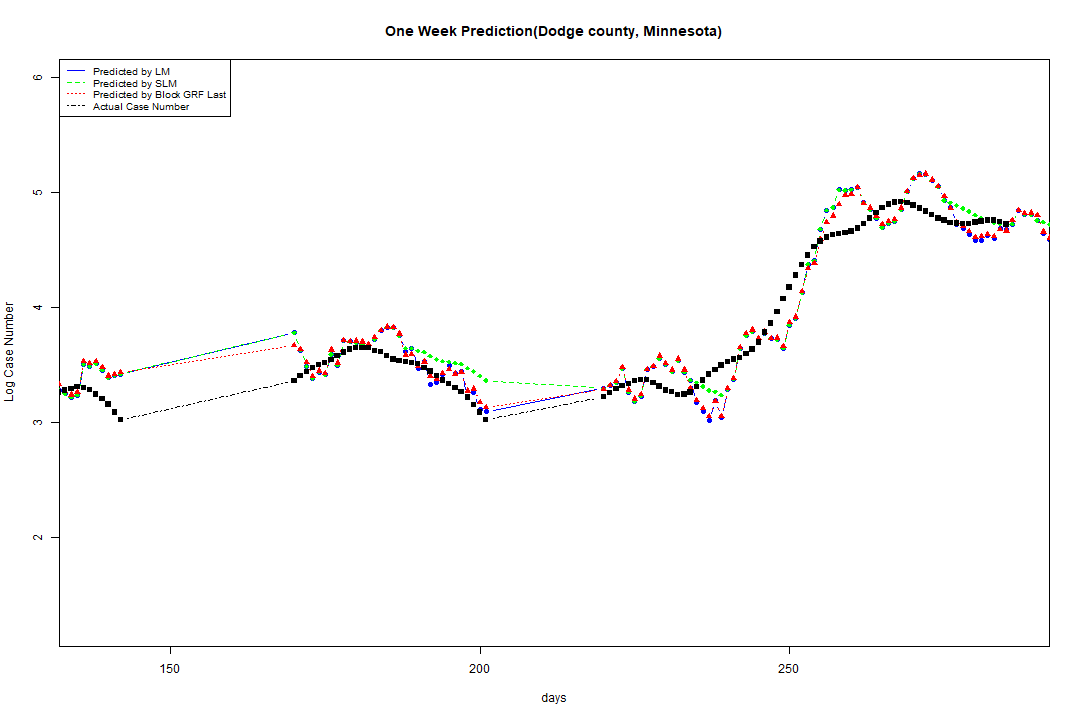 One Week Prediction(Dodge county, Minnesota)
Predicted by LM
Predicted by SLM
Predicted by Block GRF Last
Actual Case Number
6
5
4
3
2
Log Case Number
150
200
250
days